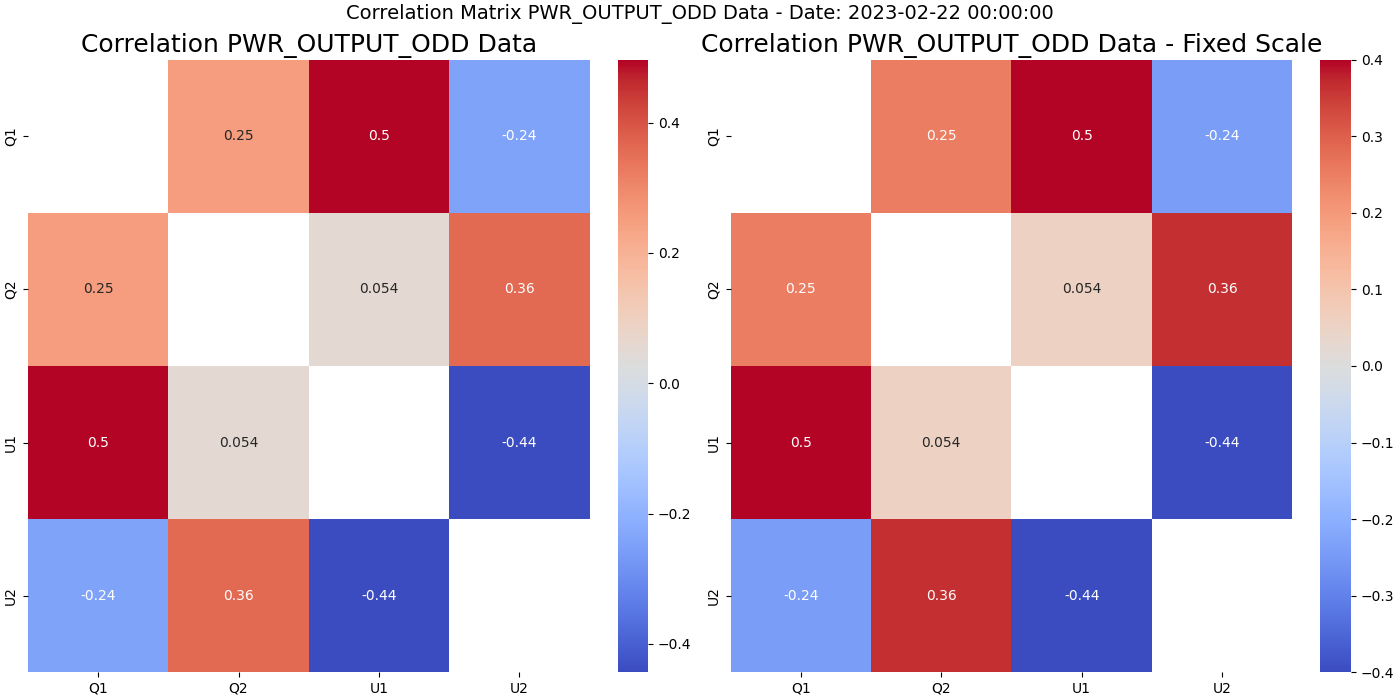 Correlation Matrix PWR_OUTPUT_ODD Data - Date: 2023-02-22 00:00:00
Correlation PWR_OUTPUT_ODD Data
Q1
0.25
0.5
-0.24
Q2
0.25
0.054
0.36
U1
0.5
0.054
-0.44
U2
-0.24
0.36
-0.44
Q1
Q2
U1
U2
0.4
0.2
0.0
−0.2
−0.4
Correlation PWR_OUTPUT_ODD Data - Fixed Scale
Q1
0.25
0.5
-0.24
Q2
0.25
0.054
0.36
U1
0.5
0.054
-0.44
U2
-0.24
0.36
-0.44
Q1
Q2
U1
U2
0.4
0.3
0.2
0.1
0.0
−0.1
−0.2
−0.3
−0.4